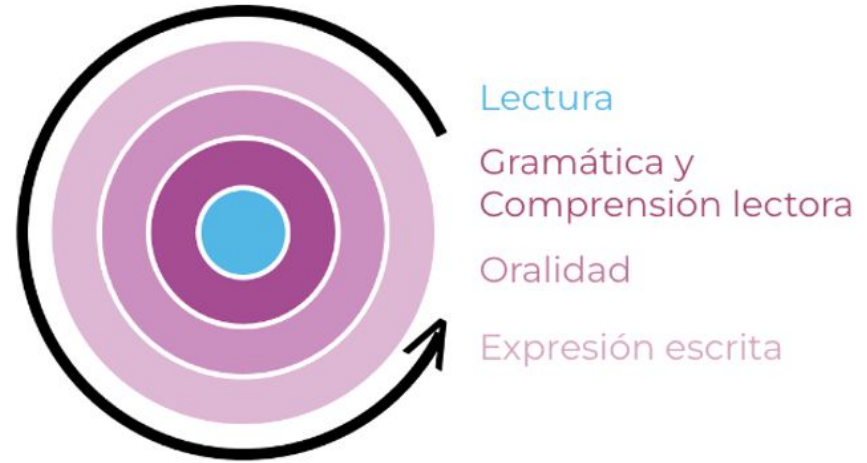 Lectura
Gramática y
Comprensión lectora
Oralidad
Expresión escrita